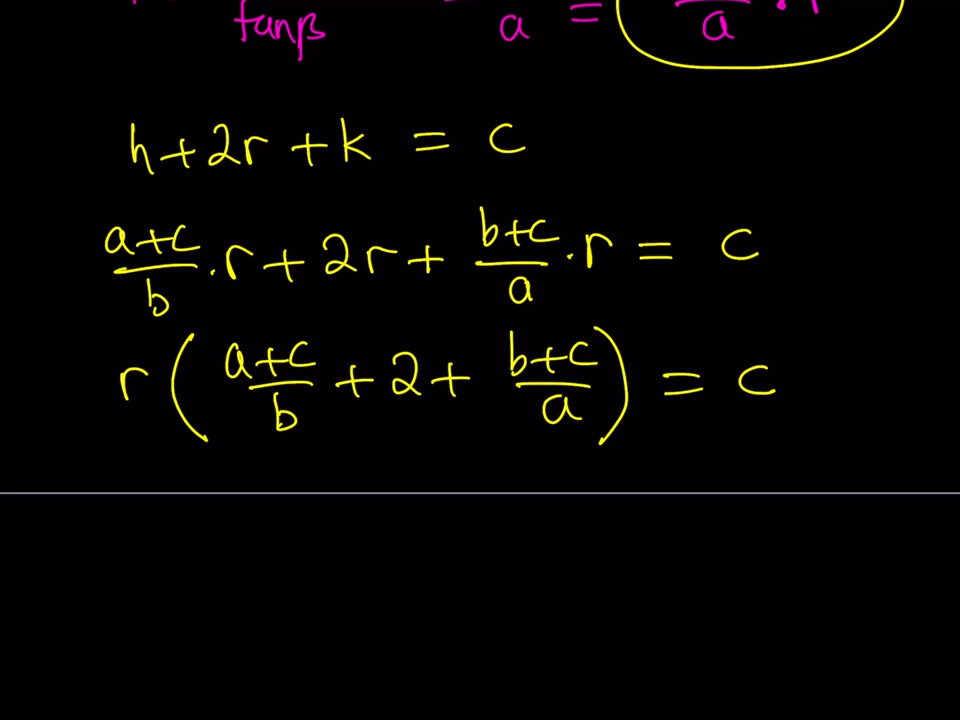 tanβ a = a
h + 2r + k = c
a+c/b · r + 2r + b+c/a · r = c
r ( a+c/b + 2 + b+c/a ) = c